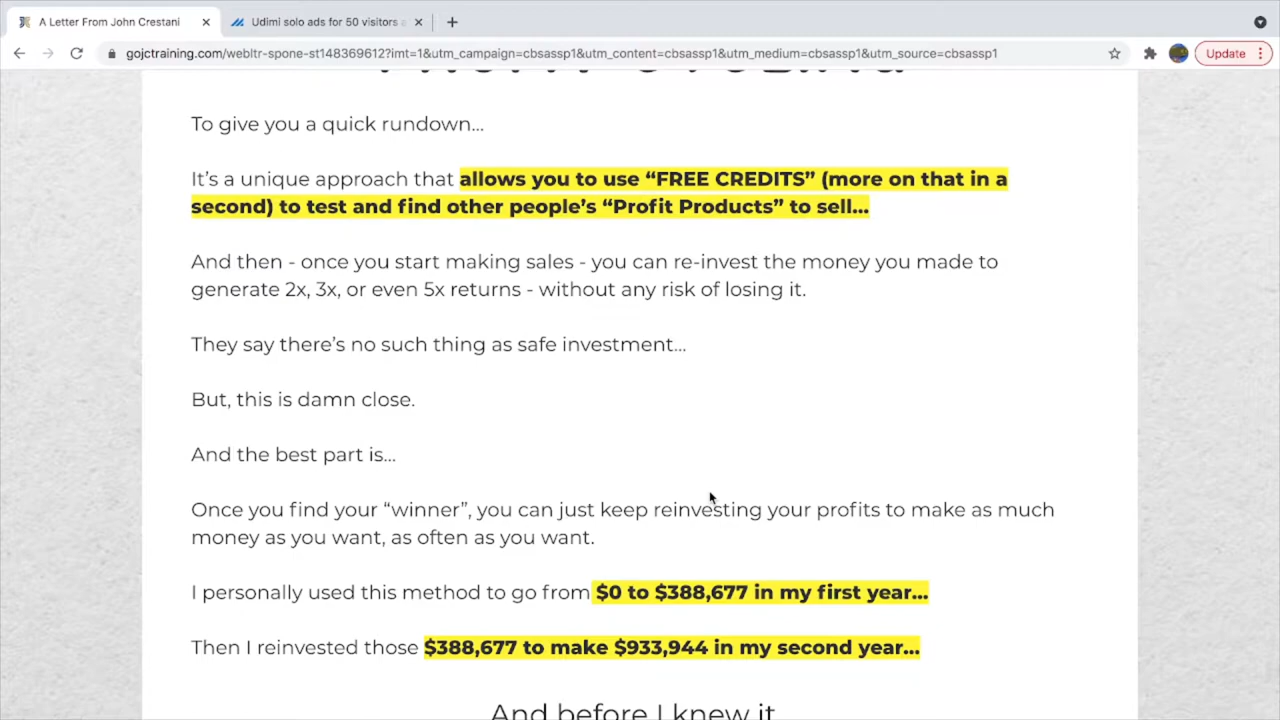 A Letter From John Crestani
Udimi solo ads for 50 visitors
gojctraining.com/webltr-spone-st148369612?imt=1&utm_campaign=cbsassp1&utm_content=cbsassp1&utm_medium=cbsassp1&utm_source=cbsassp1
Update
To give you a quick rundown...
It's a unique approach that allows you to use “FREE CREDITS” (more on that in a
second) to test and find other people's “Profit Products” to sell...
And then - once you start making sales - you can re-invest the money you made to
generate 2x, 3x, or even 5x returns - without any risk of losing it.
They say there's no such thing as safe investment...
But, this is damn close.
And the best part is...
Once you find your “winner”, you can just keep reinvesting your profits to make as much
money as you want, as often as you want.
I personally used this method to go from $0 to $388,677 in my first year...
Then I reinvested those $388,677 to make $933,944 in my second year...
And before I knew it